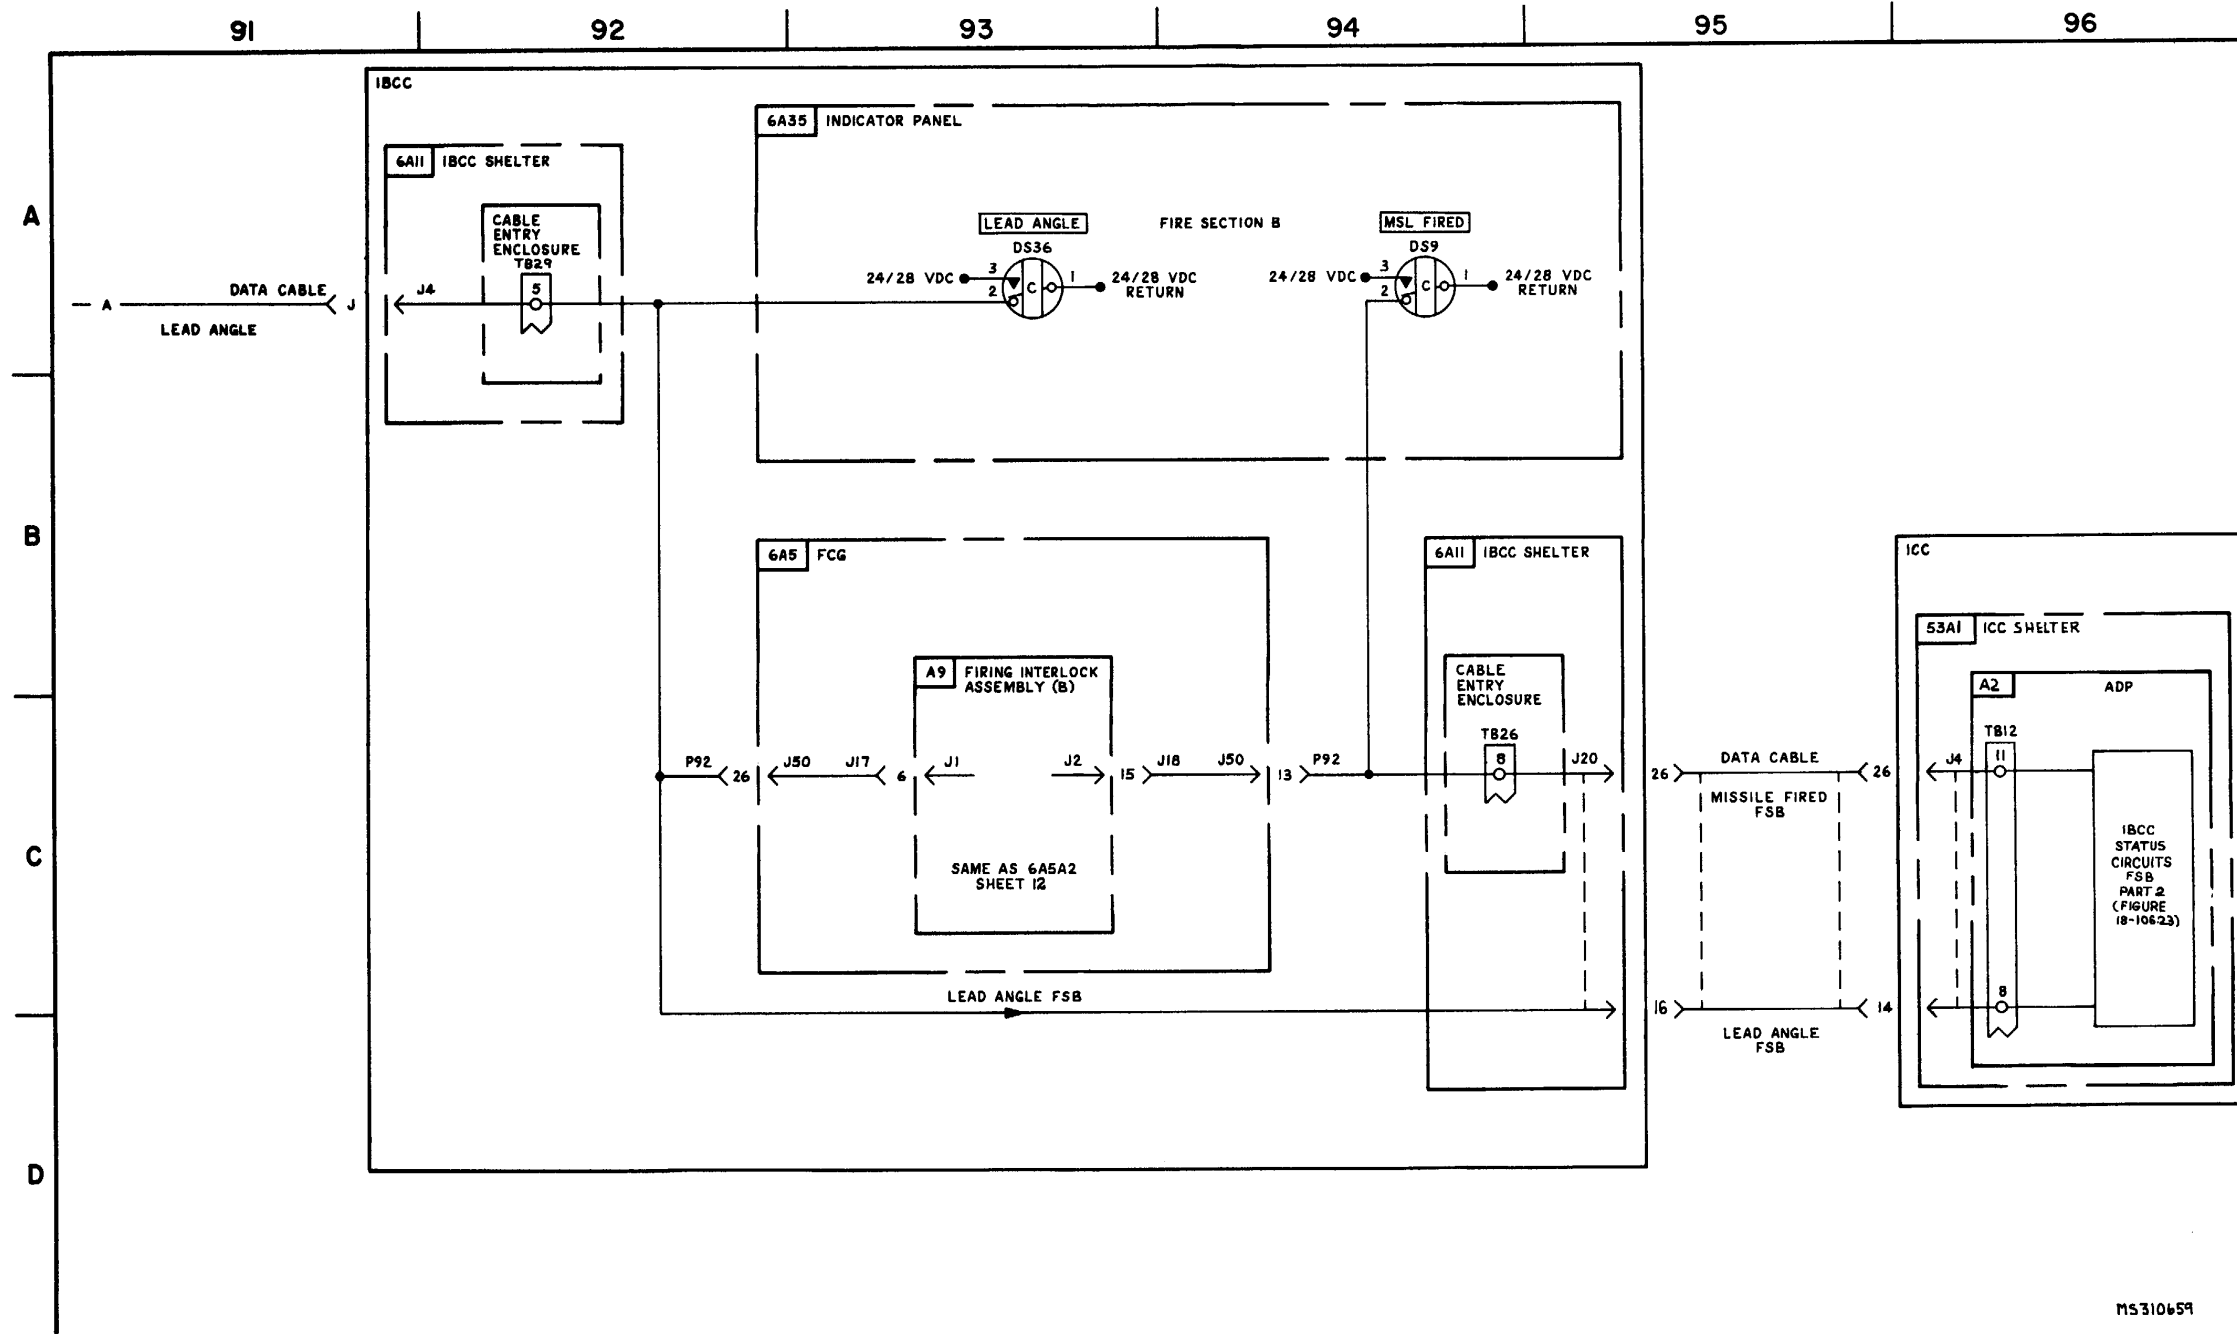 91 92 93 94 95 96
A
B
C
D
IBCC
6A11 IBCC SHELTER
CABLE
ENTRY
ENCLOSURE
TB29
5
J4
DATA CABLE
A
J
LEAD ANGLE
6A35 INDICATOR PANEL
LEAD ANGLE
FIRE SECTION B
MSL FIRED
DS36
24/28 VDC
3
2
C
1
24/28 VDC
RETURN
DS9
24/28 VDC
3
2
C
1
24/28 VDC
RETURN
6A5 FCG
A9 FIRING INTERLOCK
ASSEMBLY (B)
P92
26
J50
J17
6
J1
J2
15
J18
J50
13
P92
SAME AS 6A5A2
SHEET 12
LEAD ANGLE FSB
6A11 IBCC SHELTER
CABLE
ENTRY
ENCLOSURE
TB26
8
J20
26
DATA CABLE
26
MISSILE FIRED
FSB
16
14
LEAD ANGLE
FSB
ICC
53A1 ICC SHELTER
A2 ADP
TB12
J4
11
8
IBCC
STATUS
CIRCUITS
FSB
PART 2
(FIGURE
18-106.23)
MS310659